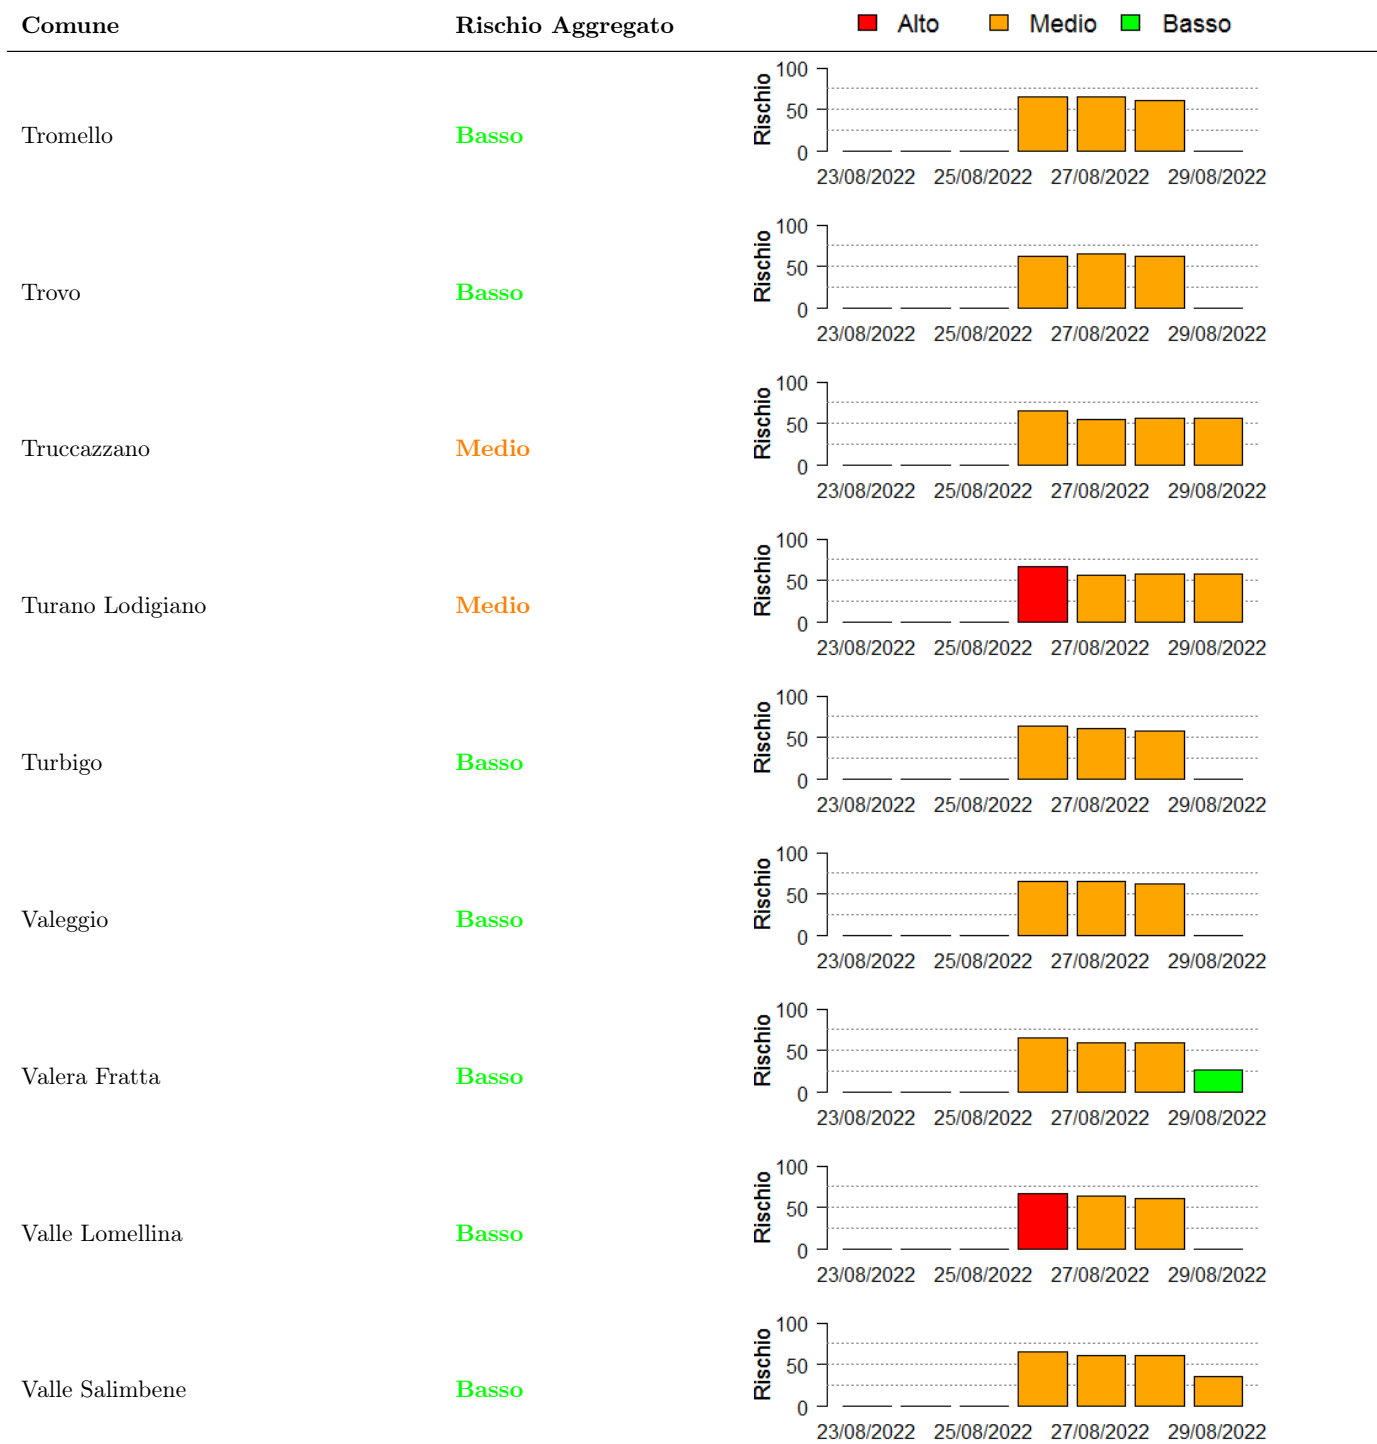 Comune Rischio Aggregato Alto Medio Basso
100
50
0
Rischio
Tromello Basso
23/08/2022 25/08/2022 27/08/2022 29/08/2022
100
50
0
Rischio
Trovo Basso
23/08/2022 25/08/2022 27/08/2022 29/08/2022
100
50
0
Rischio
Truccazzano Medio
23/08/2022 25/08/2022 27/08/2022 29/08/2022
100
50
0
Rischio
Turano Lodigiano Medio
23/08/2022 25/08/2022 27/08/2022 29/08/2022
100
50
0
Rischio
Turbigo Basso
23/08/2022 25/08/2022 27/08/2022 29/08/2022
100
50
0
Rischio
Valeggio Basso
23/08/2022 25/08/2022 27/08/2022 29/08/2022
100
50
0
Rischio
Valera Fratta Basso
23/08/2022 25/08/2022 27/08/2022 29/08/2022
100
50
0
Rischio
Valle Lomellina Basso
23/08/2022 25/08/2022 27/08/2022 29/08/2022
100
50
0
Rischio
Valle Salimbene Basso
23/08/2022 25/08/2022 27/08/2022 29/08/2022